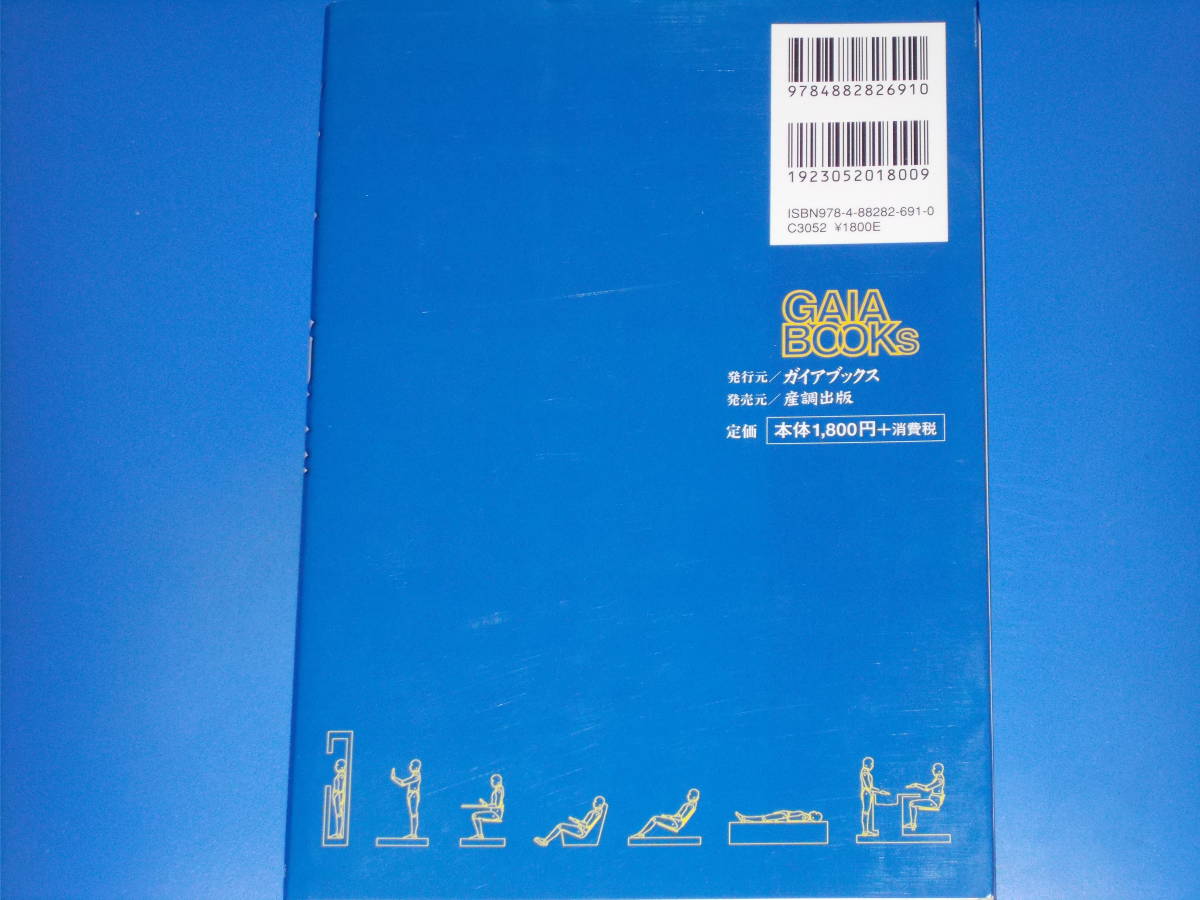 9784882826910
1923052018009
ISBN978-4-88282-691-0
C3052 ¥1800E
GAIA
BOOKs
発行元／ガイアブックス
発売元／産調出版
定価 本体1,800円+消費税